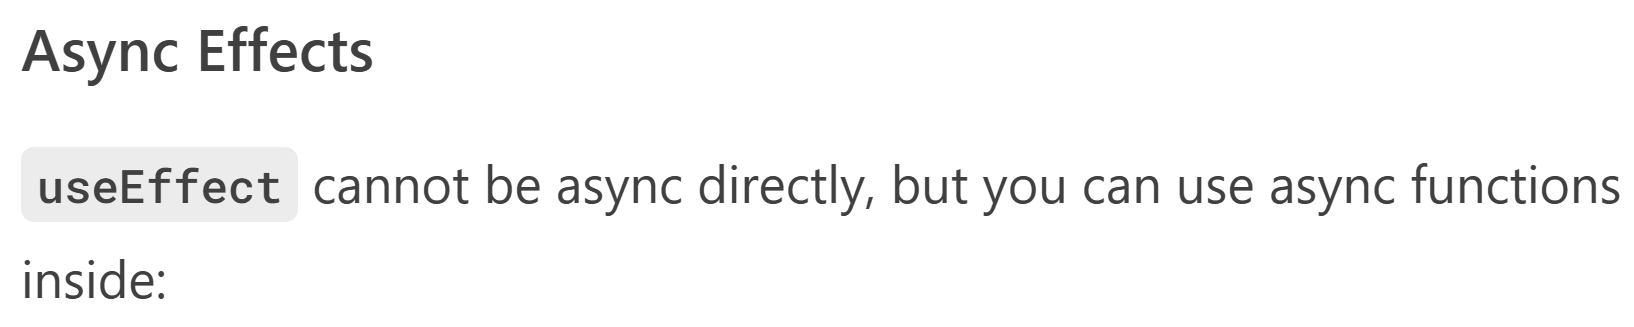 Async Effects
useEffect cannot be async directly, but you can use async functions
inside: